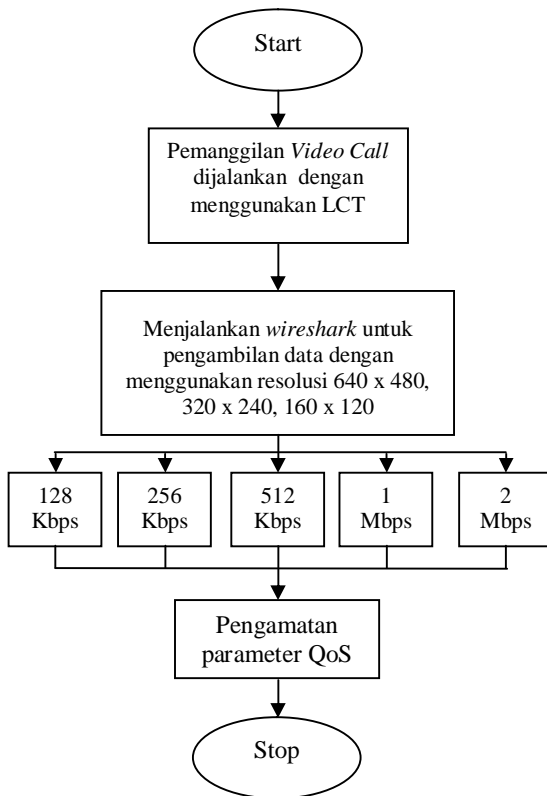 Start
Pemanggilan Video Call
dijalankan dengan
menggunakan LCT
Menjalankan wireshark untuk
pengambilan data dengan
menggunakan resolusi 640 x 480,
320 x 240, 160 x 120
128
Kbps
256
Kbps
512
Kbps
1
Mbps
2
Mbps
Pengamatan
parameter QoS
Stop